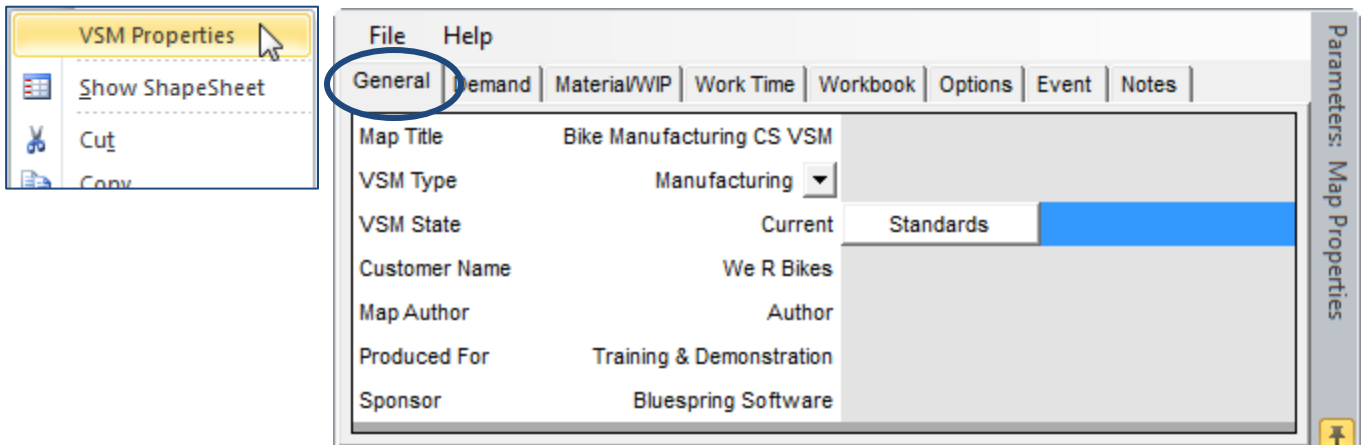 VSM Properties
Show ShapeSheet
Cut
Copy
File Help
General Demand Material/WIP Work Time Workbook Options Event Notes
Map Title Bike Manufacturing CS VSM
VSM Type Manufacturing
VSM State Current Standards
Customer Name We R Bikes
Map Author Author
Produced For Training & Demonstration
Sponsor Bluespring Software
Parameters: Map Properties